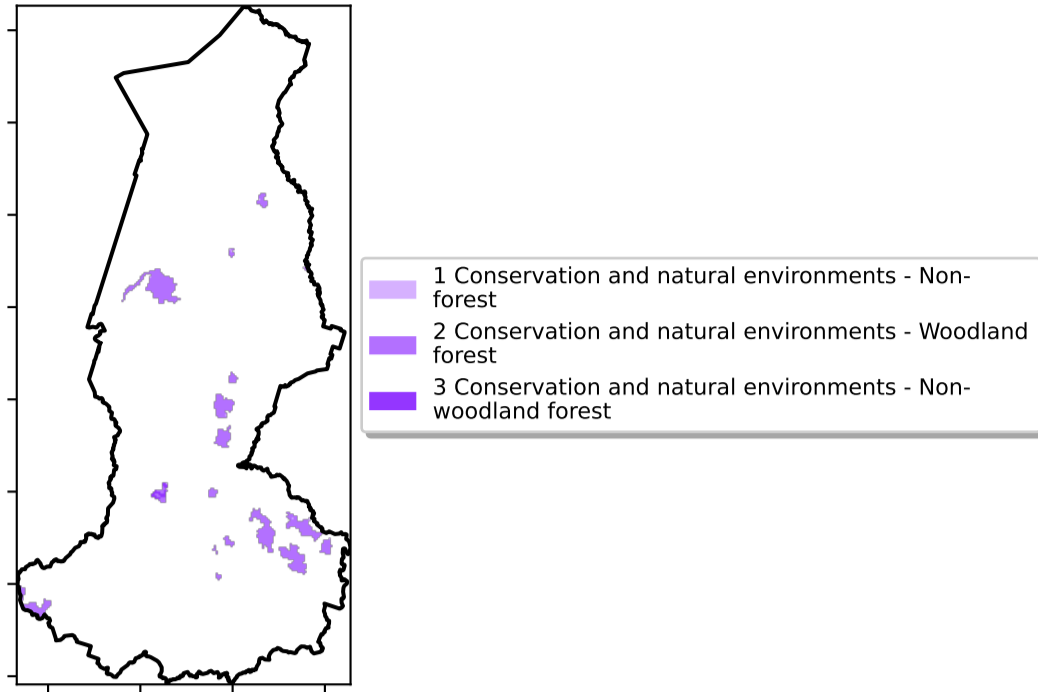 1 Conservation and natural environments - Non-
forest
2 Conservation and natural environments - Woodland
forest
3 Conservation and natural environments - Non-
woodland forest